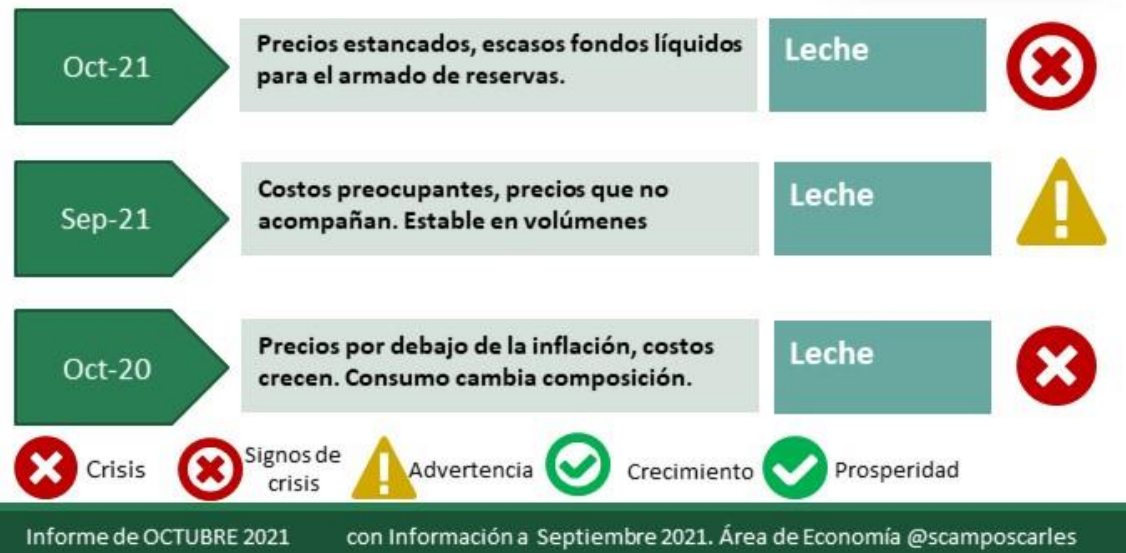 Oct-21
Precios estancados, escasos fondos líquidos
para el armado de reservas.
Leche
Sep-21
Costos preocupantes, precios que no
acompañan. Estable en volúmenes
Leche
Oct-20
Precios por debajo de la inflación, costos
crecen. Consumo cambia composición.
Leche
Crisis
Signos de
crisis
Advertencia
Crecimiento
Prosperidad
Informe de OCTUBRE 2021 con Información a Septiembre 2021. Área de Economía @scamposcarles